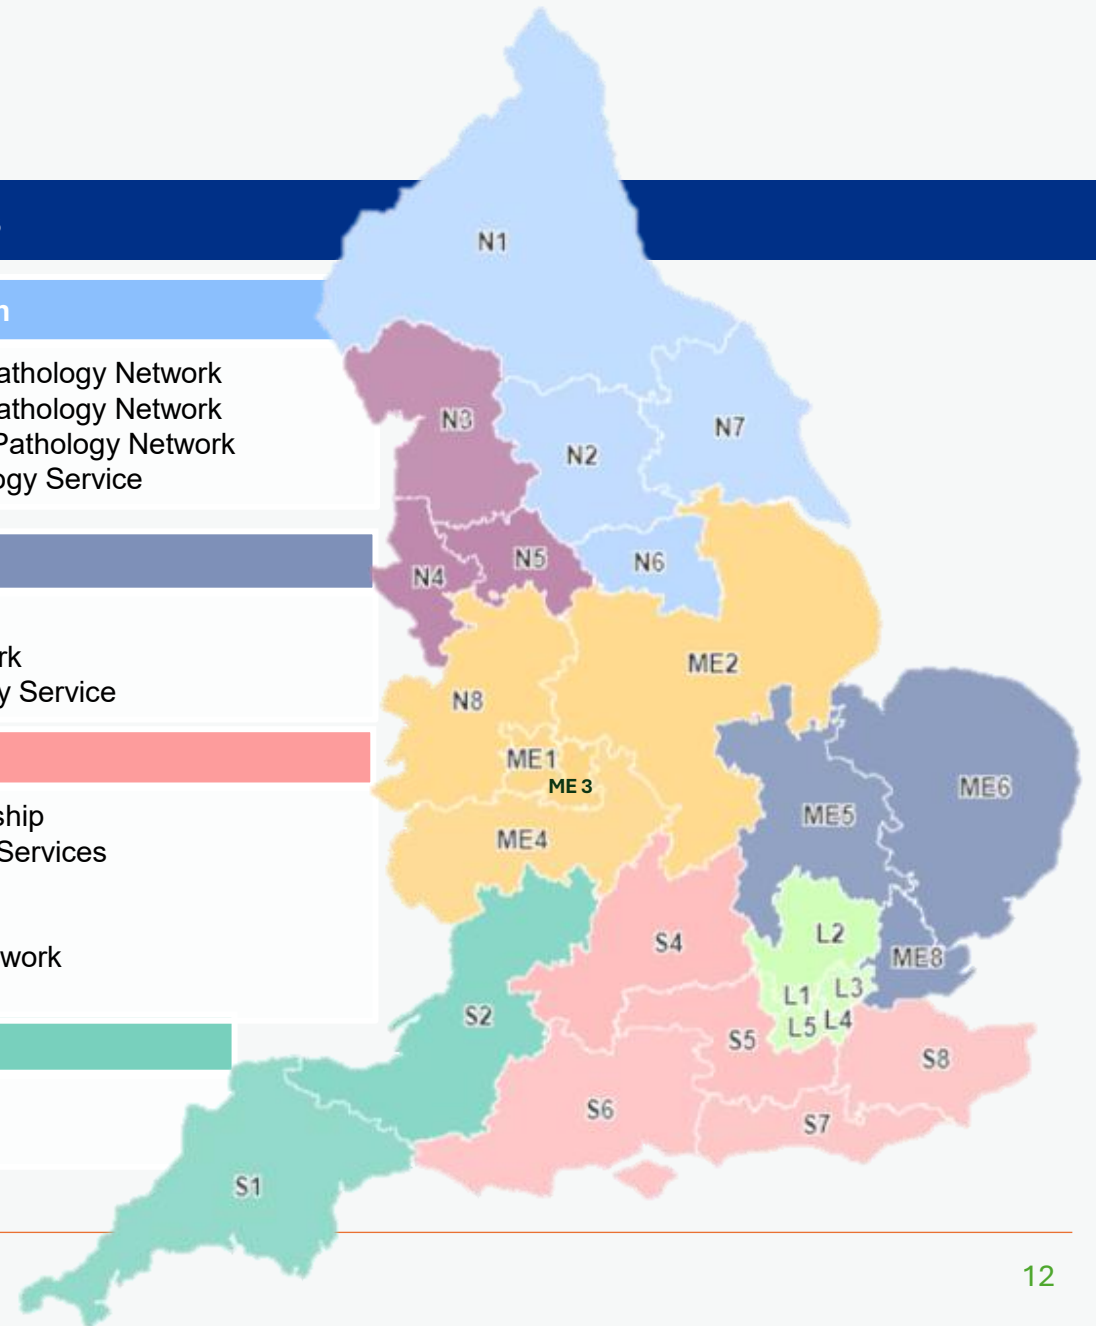 N1
n
athology Network
athology Network
Pathology Network
ogy Service
N3
N7
N2
N5
N6
N4
rk
y Service
ME2
N8
ME1
ME 3
ME6
ME5
ship
Services
ME4
work
L2
S4
ME8
L1
L3
L5
L4
S2
S5
S8
S6
S7
S1
12